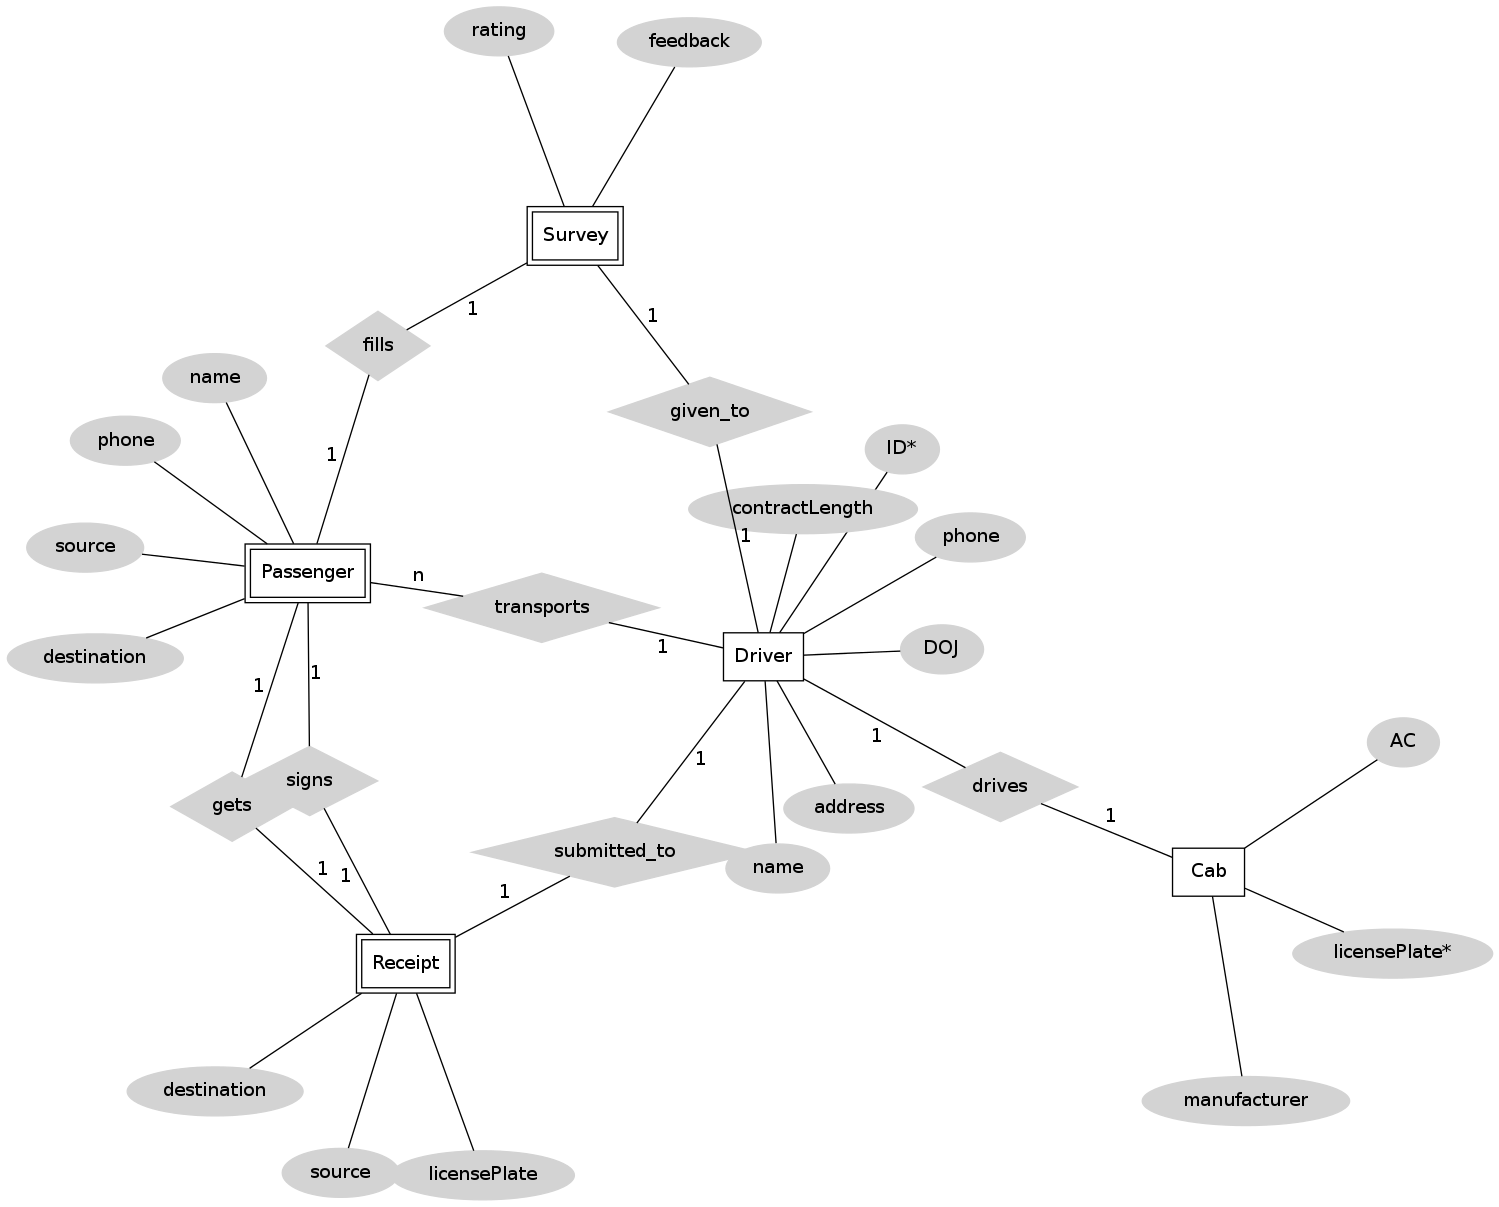 rating
feedback
Survey
1
1
fills
name
given_to
phone
1
ID*
contractLength
1
phone
source
Passenger
n
transports
1
Driver
DOJ
destination
1
1
1
1
AC
signs
gets
drives
address
1
submitted_to
name
1
1
1
Cab
licensePlate*
Receipt
destination
manufacturer
source
licensePlate